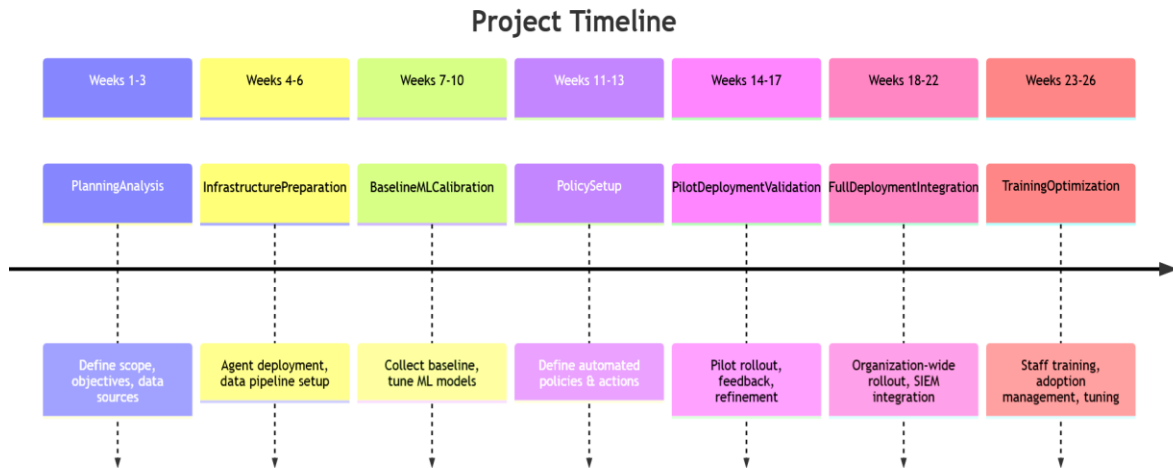 Project Timeline
Weeks 1-3
Weeks 4-6
Weeks 7-10
Weeks 11-13
Weeks 14-17
Weeks 18-22
Weeks 23-26
PlanningAnalysis
InfrastructurePreparation
BaselineMLCalibration
PolicySetup
PilotDeploymentValidation
FullDeploymentIntegration
TrainingOptimization
Define scope,
objectives, data
sources
Agent deployment,
data pipeline setup
Collect baseline,
tune ML models
Define automated
policies & actions
Pilot rollout,
feedback,
refinement
Organization-wide
rollout, SIEM
integration
Staff training,
adoption
management, tuning